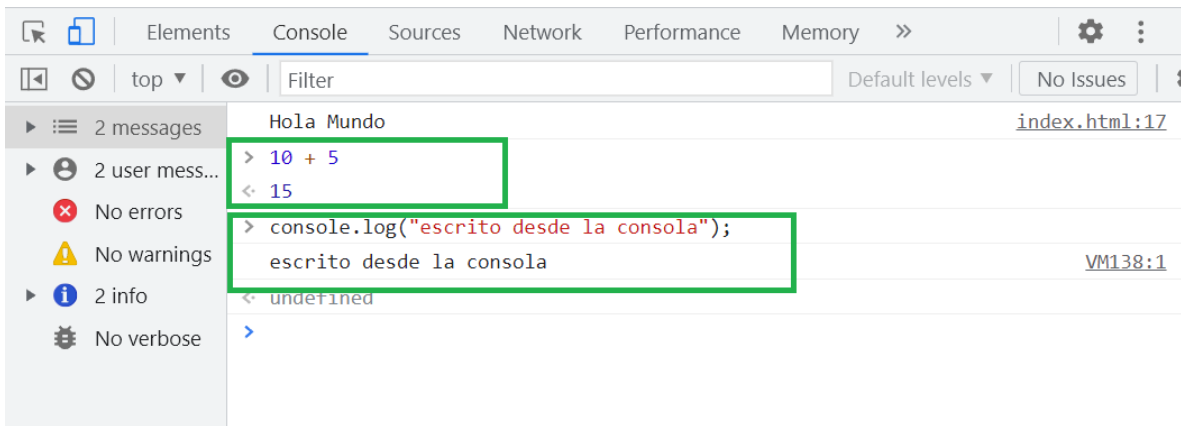 Elements Console Sources Network Performance Memory »
top ▼ Filter Default levels ▼ No Issues
2 messages
2 user mess...
No errors
No warnings
2 info
No verbose
Hola Mundo index.html:17
> 10 + 5
<· 15
> console.log("escrito desde la consola");
escrito desde la consola VM138:1
<· undefined
>